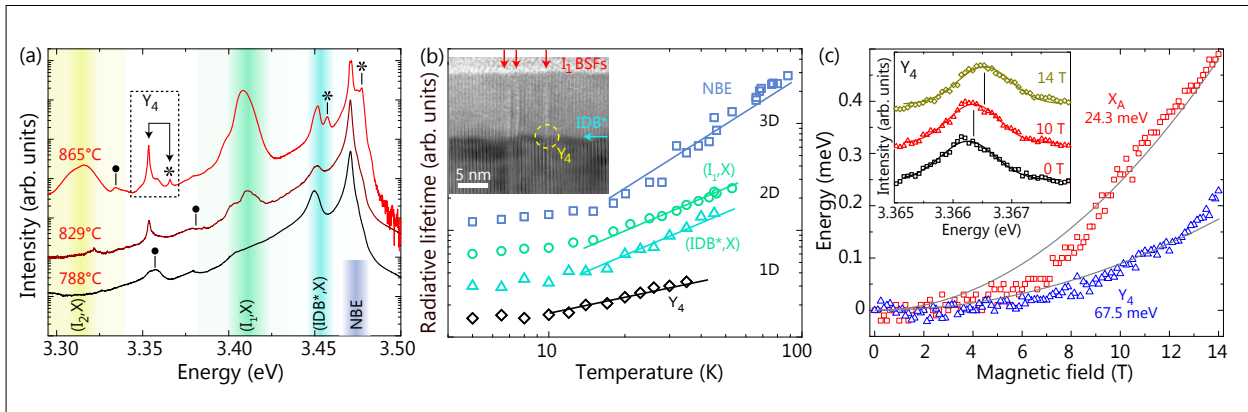 (a)
Intensity (arb. units)
Y₄
*
*
*
865°C
829°C
788°C
(I₂,X)
(I₁,X)
(IDB*,X)
NBE
3.30 3.35 3.40 3.45 3.50
Energy (eV)
(b)
Radiative lifetime (arb. units)
I₁ BSFs
IDB*
Y₄
5 nm
NBE
3D
(I₁,X)
2D
(IDB*,X)
1D
Y₄
10 100
Temperature (K)
(c)
Energy (meV)
0.4
0.3
0.2
0.1
0
Y₄
14 T
10 T
0 T
Intensity (arb. units)
3.365 3.366 3.367
Energy (eV)
X_A
24.3 meV
Y₄
67.5 meV
0 2 4 6 8 10 12 14
Magnetic field (T)